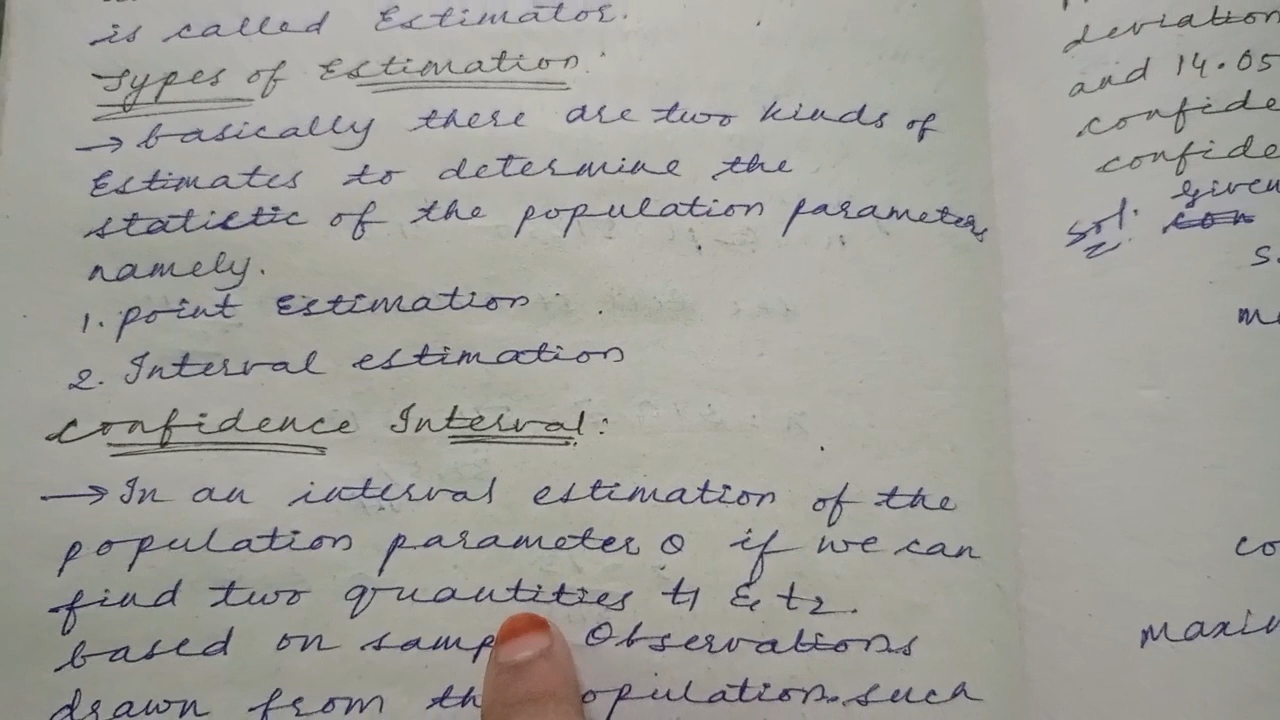 is called Estimator.
Types of Estimation:
→ basically there are two kinds of
Estimates to determine the
statistic of the population parameters
namely.
1. point Estimation
2. Interval estimation
Confidence Interval:
→ In an interval estimation of the
population parameter θ if we can
find two quantities t1 & t2.
based on samp Observations
drawn from th opulation such
deviation
and 14.05
confide
confide
Given
Sol: con
S.
m
co
maxi